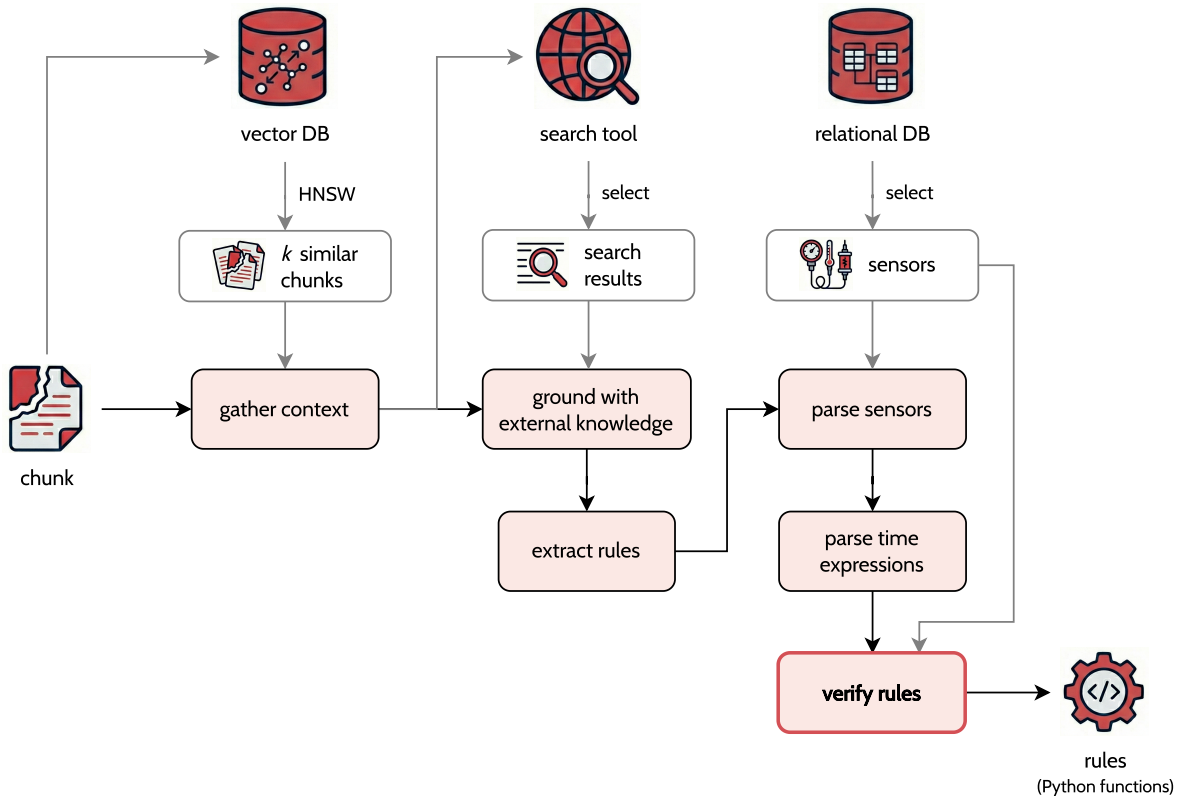 vector DB
search tool
relational DB
HNSW
select
select
k similar
chunks
search
results
sensors
gather context
ground with
external knowledge
parse sensors
chunk
extract rules
parse time
expressions
verify rules
</>
rules
(Python functions)